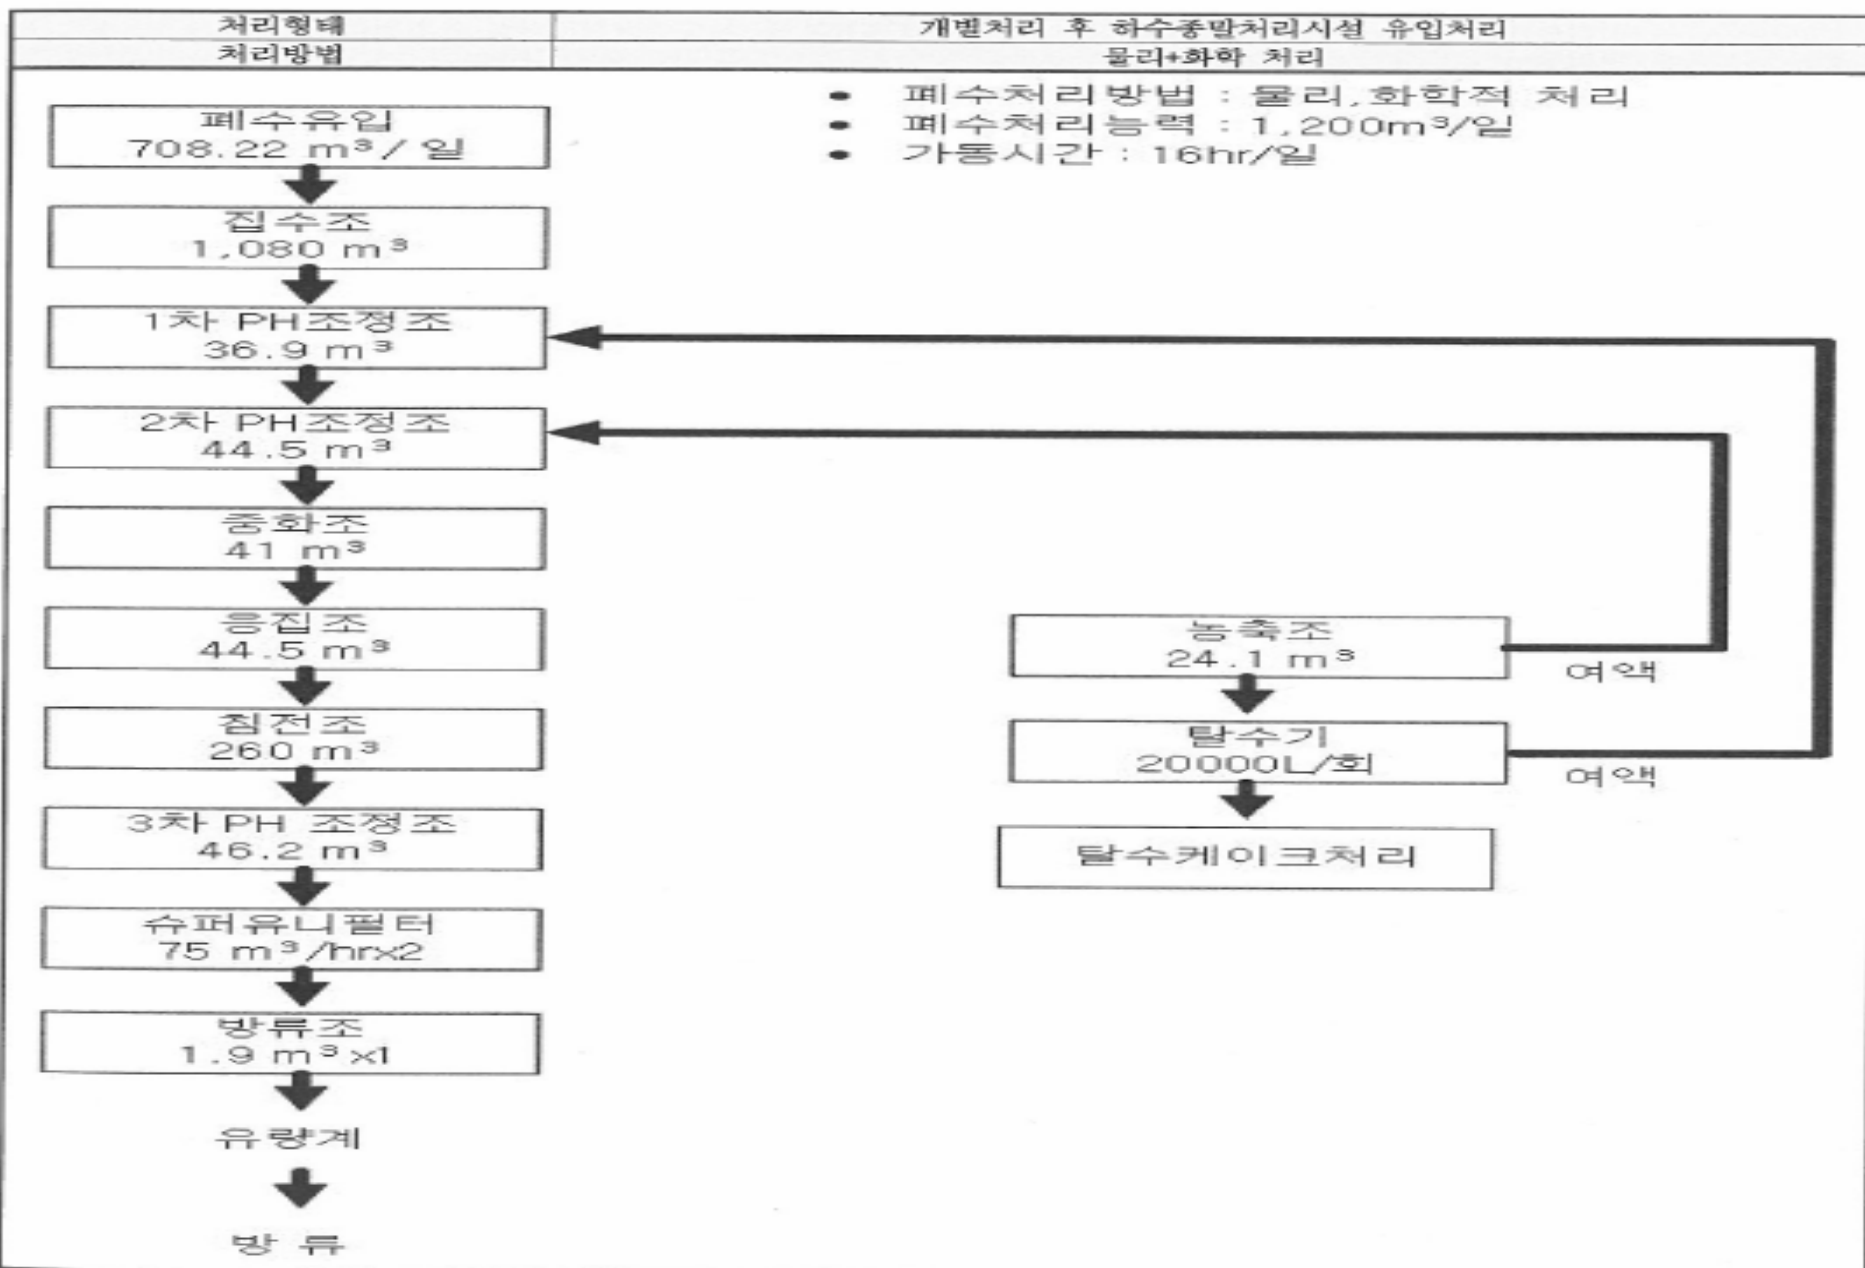 처리형태 개별처리 후 하수종말처리시설 유입처리
처리방법 물리+화학 처리
• 폐수처리방법 : 물리,화학적 처리
• 폐수처리능력 : 1,200m³/일
• 가동시간 : 16hr/일
폐수유입
708.22 m³/ 일
집수조
1,080 m³
1차 PH조정조
36.9 m³
2차 PH조정조
44.5 m³
중화조
41 m³
응집조
44.5 m³
침전조
260 m³
3차 PH 조정조
46.2 m³
슈퍼유니필터
75 m³/hrx2
방류조
1.9 m³x1
유량계
방 류
농축조
24.1 m³
여액
탈수기
20000L/회
여액
탈수케이크처리